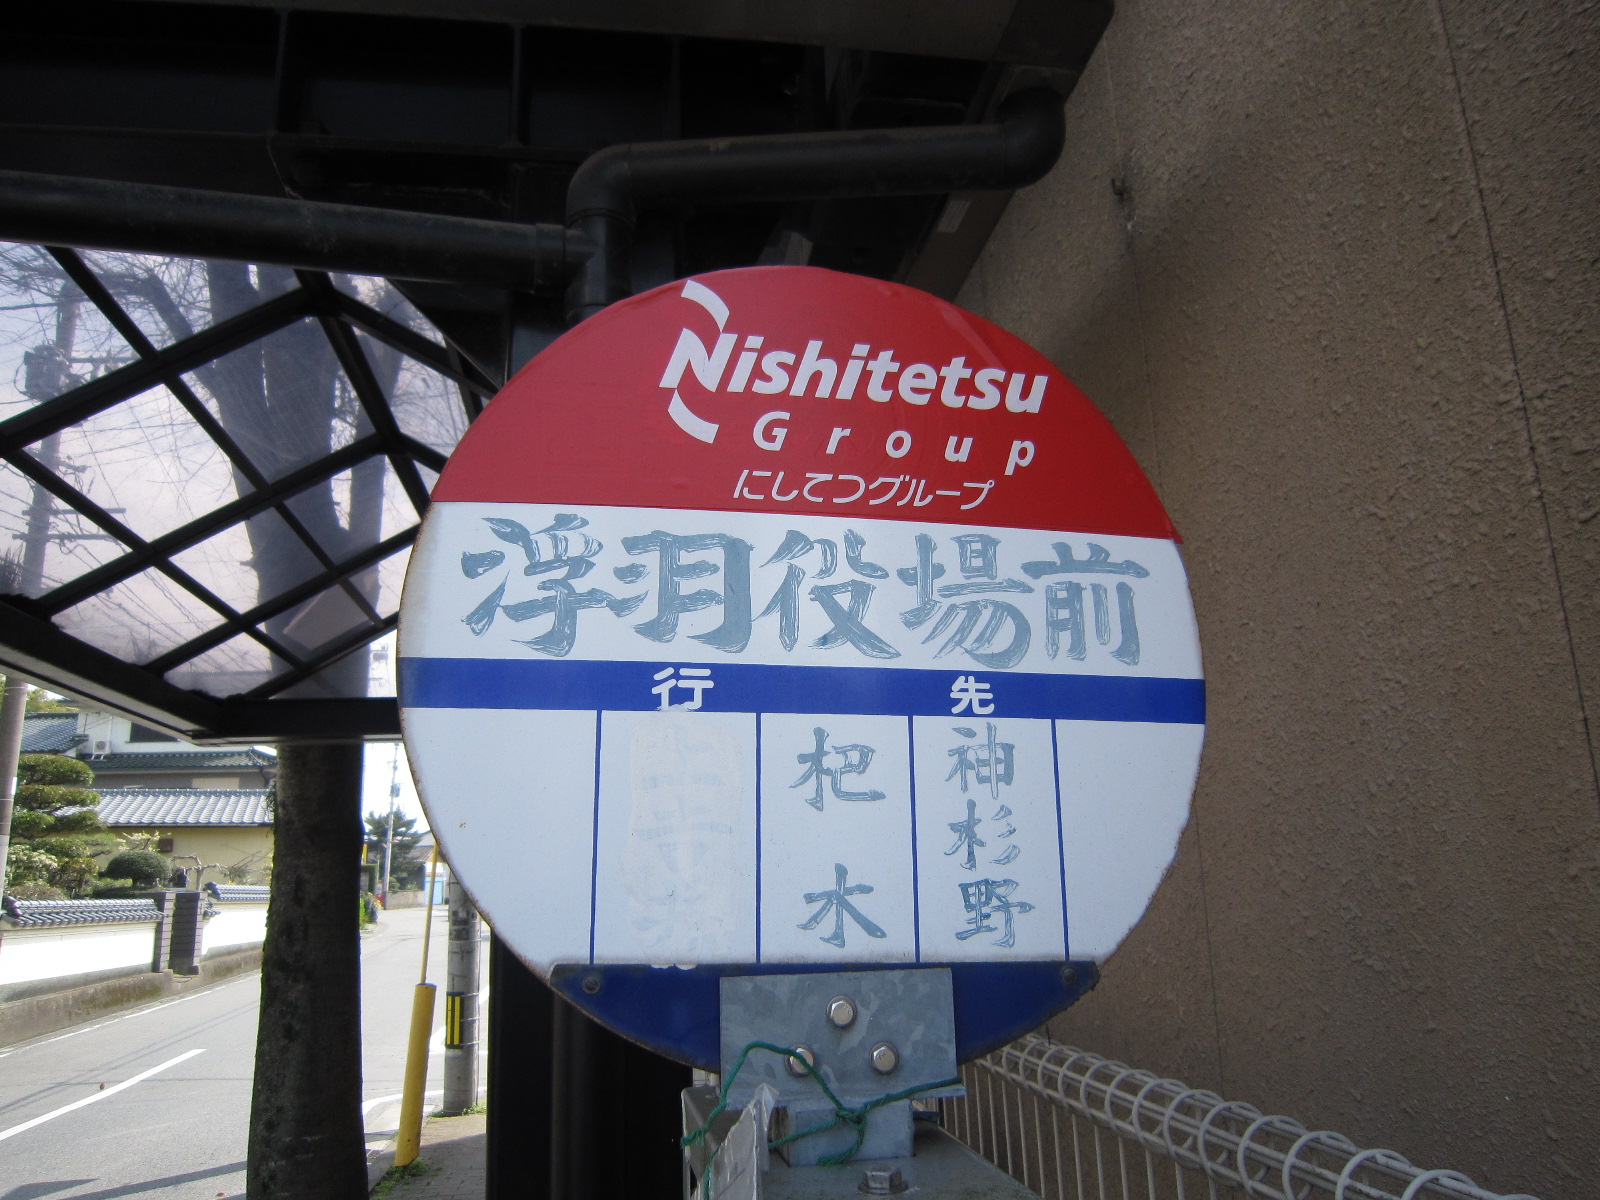 Nishitetsu
Group
にしてつグループ
浮羽役場前
行先
杷木
神杉野